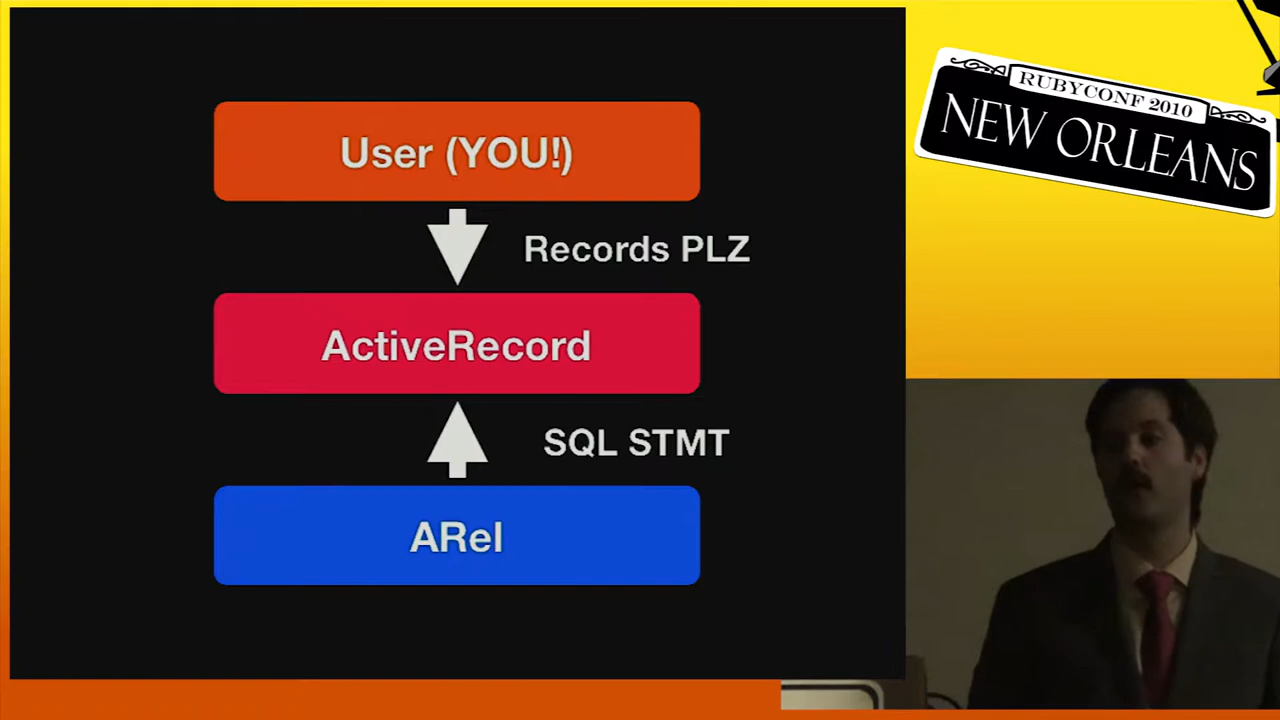 User (YOU!)
Records PLZ
ActiveRecord
SQL STMT
ARel
RUBYCONF 2010
NEW ORLEANS